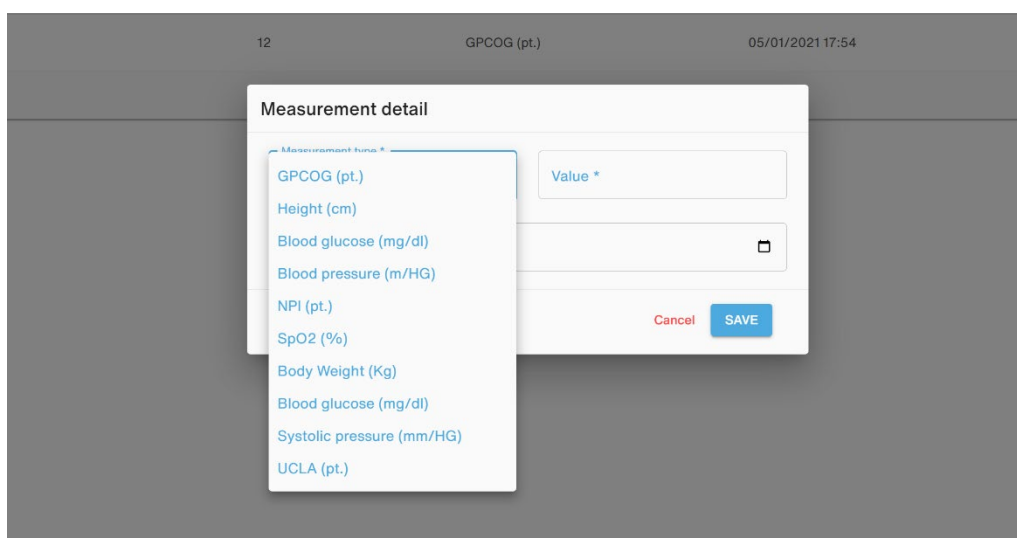 12 GPCOG (pt.) 05/01/2021 17:54
Measurement detail
Measurement type *
Value *
GPCOG (pt.)
Height (cm)
Blood glucose (mg/dl)
Blood pressure (m/HG)
NPI (pt.)
SpO2 (%)
Body Weight (Kg)
Blood glucose (mg/dl)
Systolic pressure (mm/HG)
UCLA (pt.)
Cancel SAVE